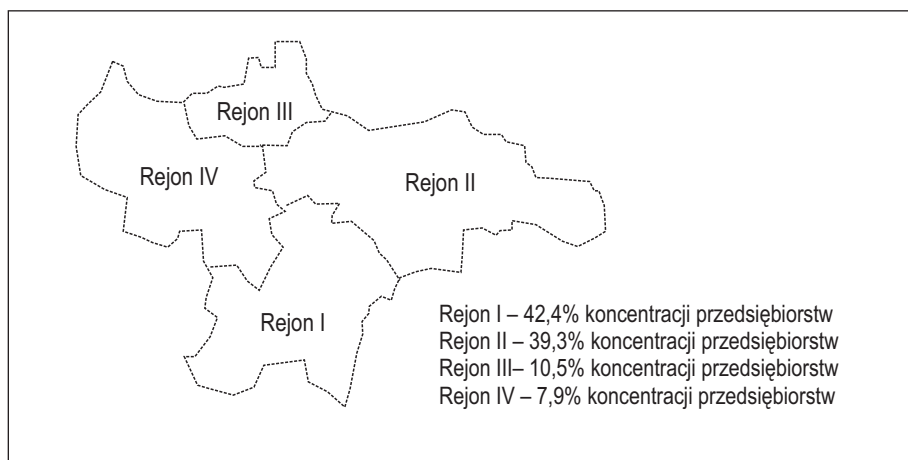 Rejon III
Rejon IV
Rejon II
Rejon I
Rejon I – 42,4% koncentracji przedsiębiorstw
Rejon II – 39,3% koncentracji przedsiębiorstw
Rejon III– 10,5% koncentracji przedsiębiorstw
Rejon IV – 7,9% koncentracji przedsiębiorstw